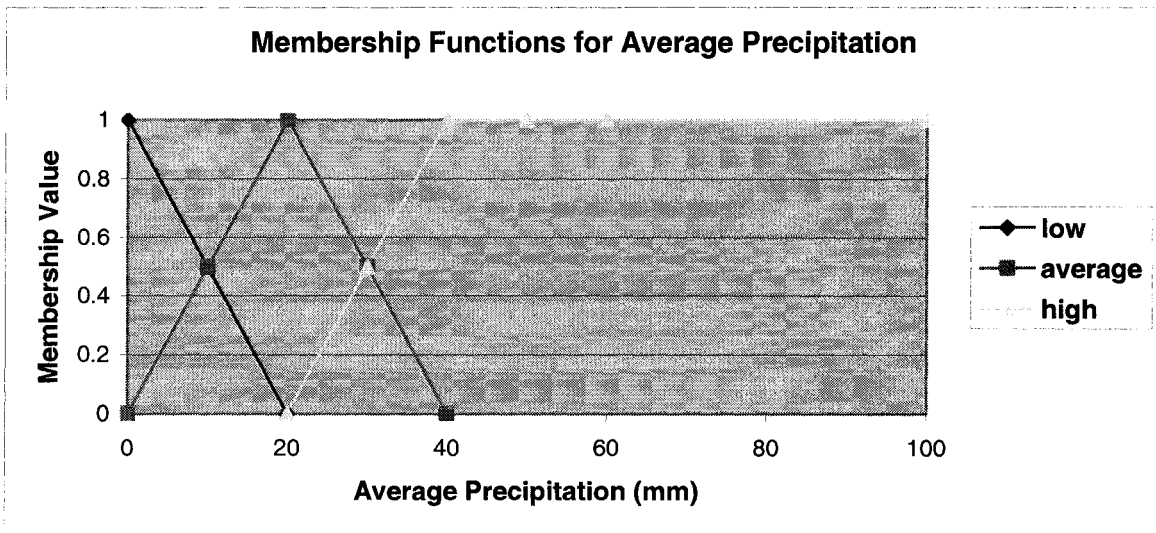 Membership Functions for Average Precipitation
Membership Value
1
0.8
0.6
0.4
0.2
0
0 20 40 60 80 100
Average Precipitation (mm)
low
average
high